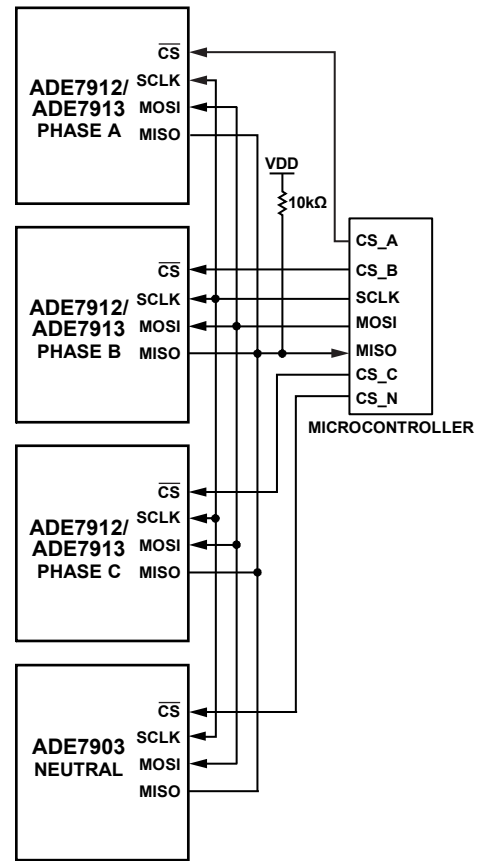 CS
SCLK
MOSI
MISO
ADE7912/
ADE7913
PHASE A
VDD
10kΩ
CS
SCLK
MOSI
MISO
ADE7912/
ADE7913
PHASE B
CS_A
CS_B
SCLK
MOSI
MISO
CS_C
CS_N
MICROCONTROLLER
CS
SCLK
MOSI
MISO
ADE7912/
ADE7913
PHASE C
CS
SCLK
MOSI
MISO
ADE7903
NEUTRAL